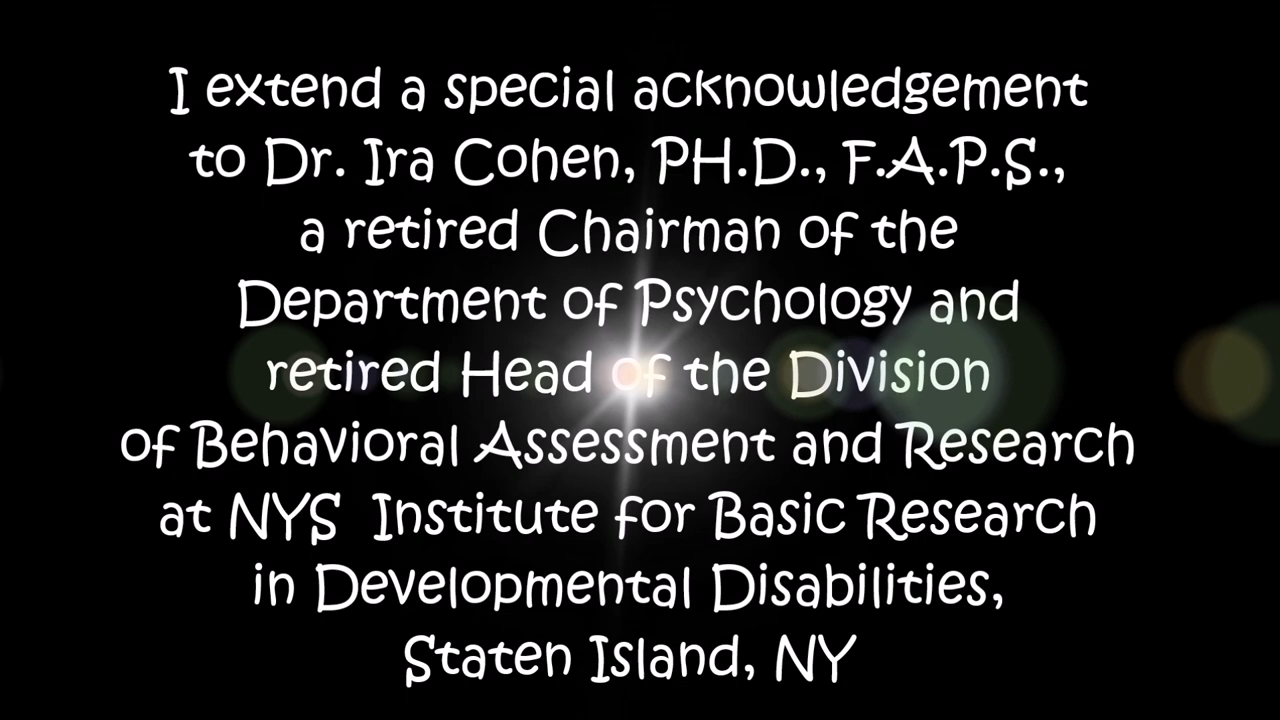 I extend a special acknowledgement
to Dr. Ira Cohen, PH.D., F.A.P.S.,
a retired Chairman of the
Department of Psychology and
retired Head of the Division
of Behavioral Assessment and Research
at NYS  Institute for Basic Research
in Developmental Disabilities,
Staten Island, NY